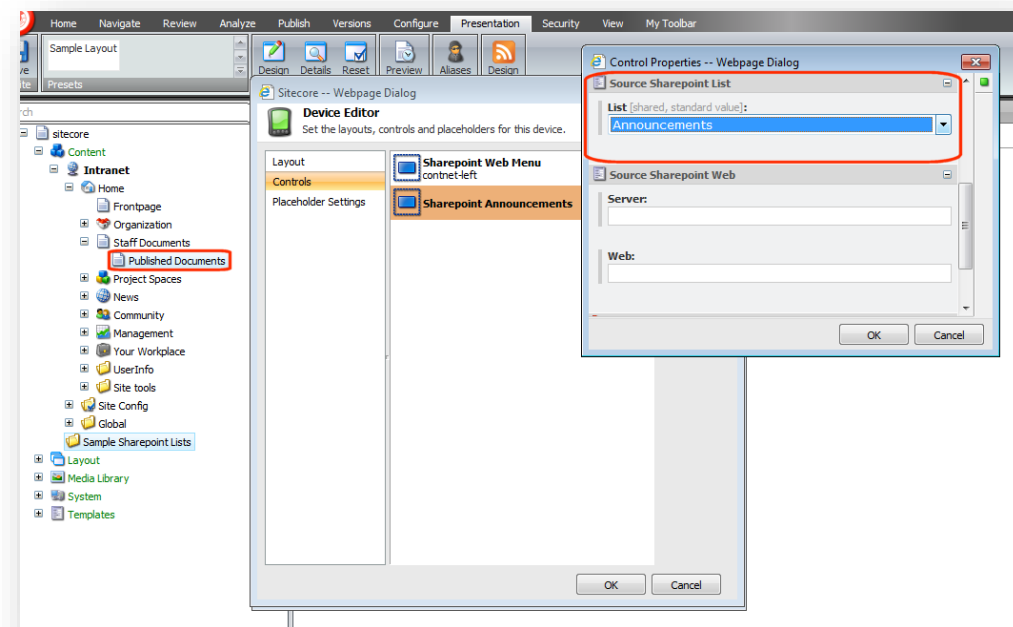 Home Navigate Review Analyze Publish Versions Configure Presentation Security View My Toolbar
Sample Layout
Design Details Reset Preview Aliases Design
Presets
Sitecore -- Webpage Dialog
Device Editor
Set the layouts, controls and placeholders for this device.
Layout
Controls
Placeholder Settings
Sharepoint Web Menu
contnet-left
Sharepoint Announcements
OK Cancel
Control Properties -- Webpage Dialog
Source Sharepoint List
List [shared, standard value]:
Announcements
Source Sharepoint Web
Server:
Web:
OK Cancel
sitecore
Content
Intranet
Home
Frontpage
Organization
Staff Documents
Published Documents
Project Spaces
News
Community
Management
Your Workplace
UserInfo
Site tools
Site Config
Global
Sample Sharepoint Lists
Layout
Media Library
System
Templates